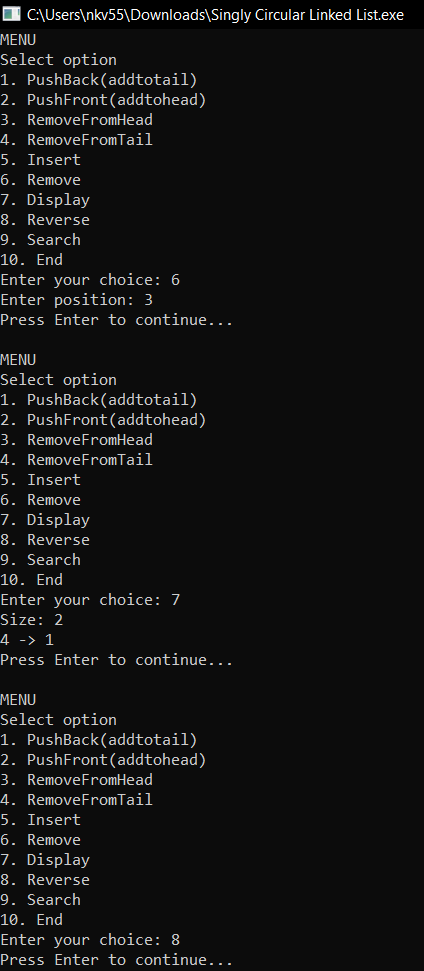 C:\Users\nkv55\Downloads\Singly Circular Linked List.exe
MENU
Select option
1. PushBack(addtotail)
2. PushFront(addtohead)
3. RemoveFromHead
4. RemoveFromTail
5. Insert
6. Remove
7. Display
8. Reverse
9. Search
10. End
Enter your choice: 6
Enter position: 3
Press Enter to continue...
MENU
Select option
1. PushBack(addtotail)
2. PushFront(addtohead)
3. RemoveFromHead
4. RemoveFromTail
5. Insert
6. Remove
7. Display
8. Reverse
9. Search
10. End
Enter your choice: 7
Size: 2
4 -> 1
Press Enter to continue...
MENU
Select option
1. PushBack(addtotail)
2. PushFront(addtohead)
3. RemoveFromHead
4. RemoveFromTail
5. Insert
6. Remove
7. Display
8. Reverse
9. Search
10. End
Enter your choice: 8
Press Enter to continue...